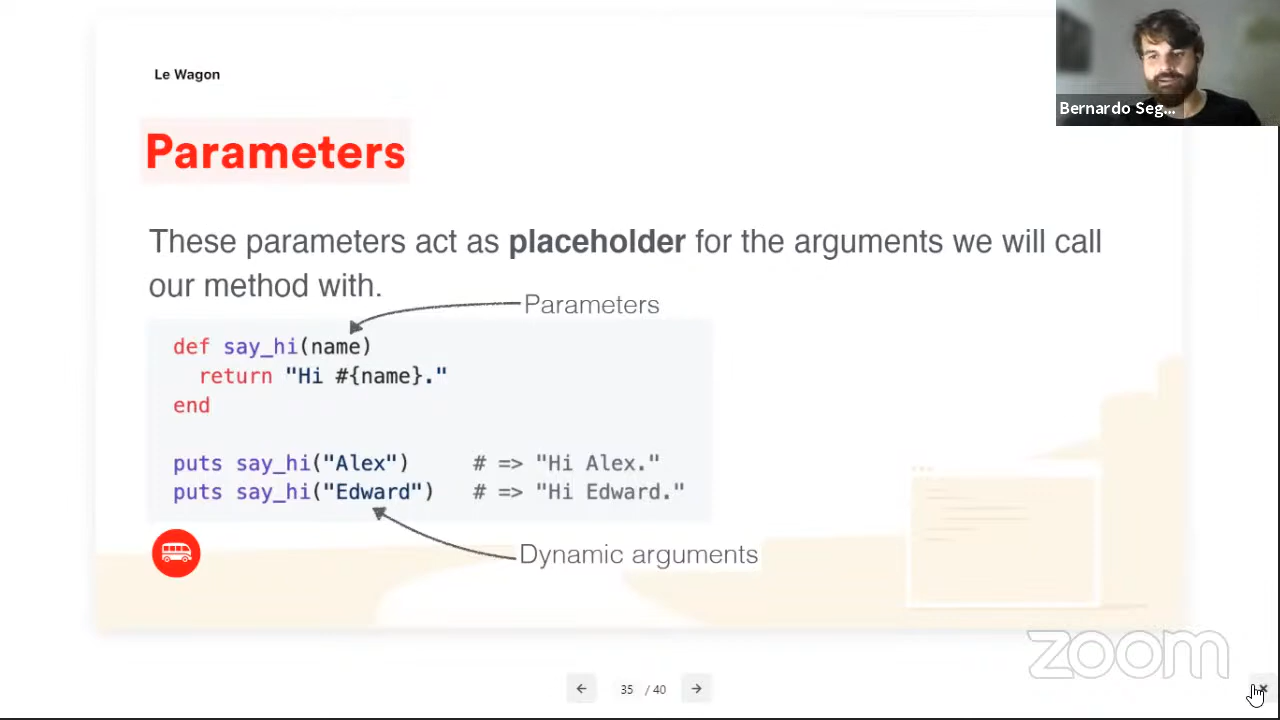 Le Wagon
Bernardo Seg...
Parameters
These parameters act as placeholder for the arguments we will call
our method with.
Parameters
def say_hi(name)
  return "Hi #{name}."
end
puts say_hi("Alex")     # => "Hi Alex."
puts say_hi("Edward")   # => "Hi Edward."
Dynamic arguments
zoom
35 / 40